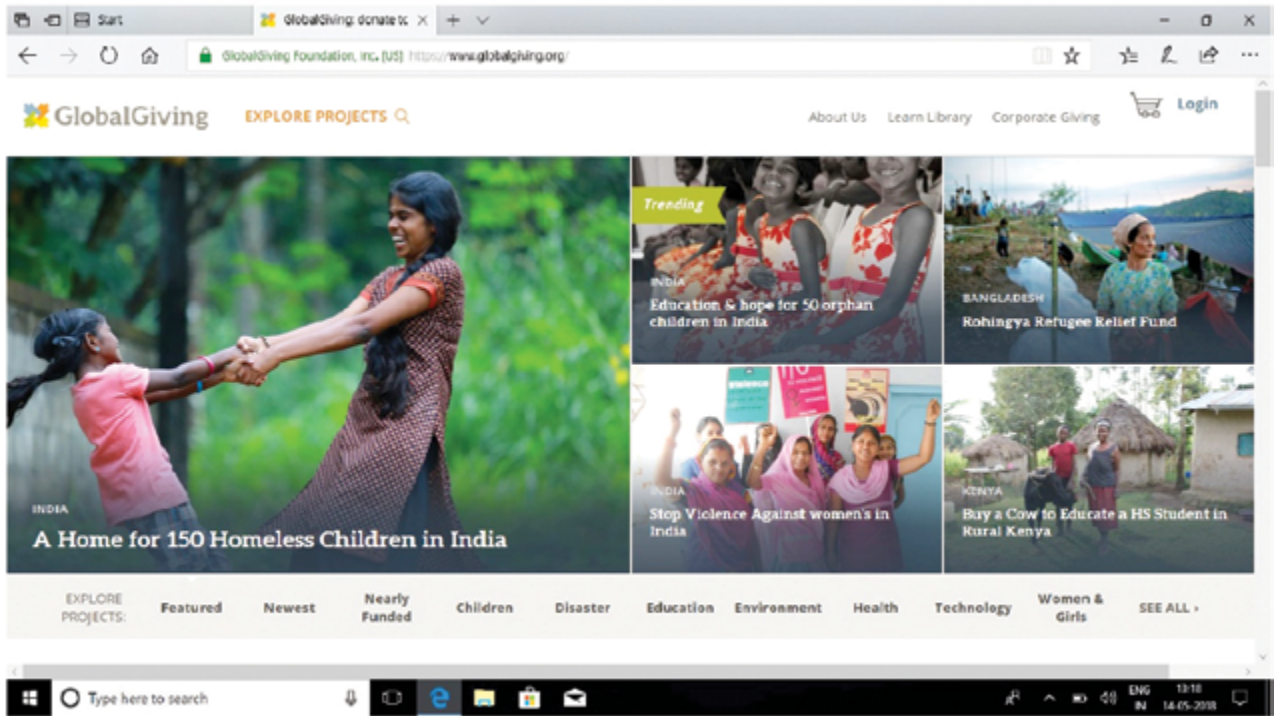 Start
GlobalGiving: donate to
GlobalGiving Foundation, Inc. [US] https://www.globalgiving.org/
GlobalGiving
EXPLORE PROJECTS
About Us
Learn Library
Corporate Giving
Login
Trending
INDIA
Education & hope for 50 orphan
children in India
BANGLADESH
Rohingya Refugee Relief Fund
INDIA
A Home for 150 Homeless Children in India
INDIA
Stop Violence Against women's in
India
KENYA
Buy a Cow to Educate a HS Student in
Rural Kenya
EXPLORE
PROJECTS:
Featured
Newest
Nearly
Funded
Children
Disaster
Education
Environment
Health
Technology
Women &
Girls
SEE ALL ›
Type here to search
ENG
IN
13:18
14-05-2018